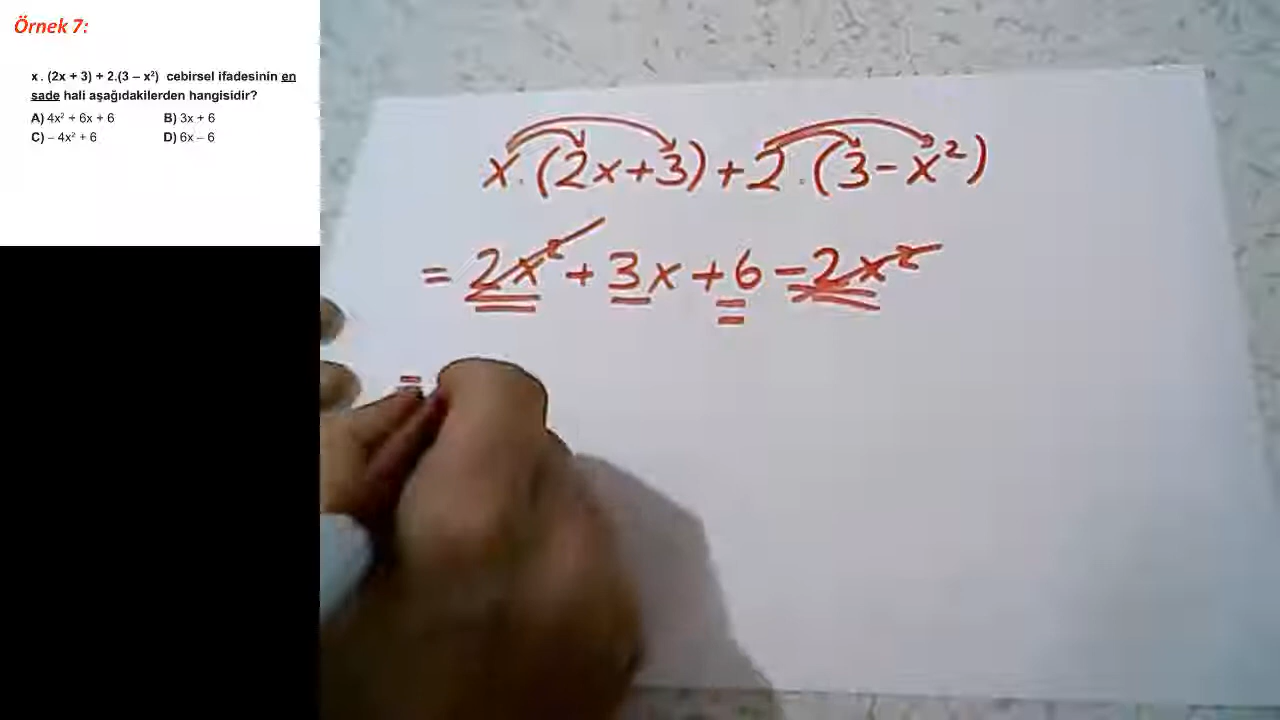 Örnek 7:
x . (2x + 3) + 2.(3 – x²) cebirsel ifadesinin en
sade hali aşağıdakilerden hangisidir?
A) 4x² + 6x + 6 B) 3x + 6
C) – 4x² + 6 D) 6x – 6
x.(2x+3)+2.(3-x²)
= 2x² + 3x + 6 - 2x²
=